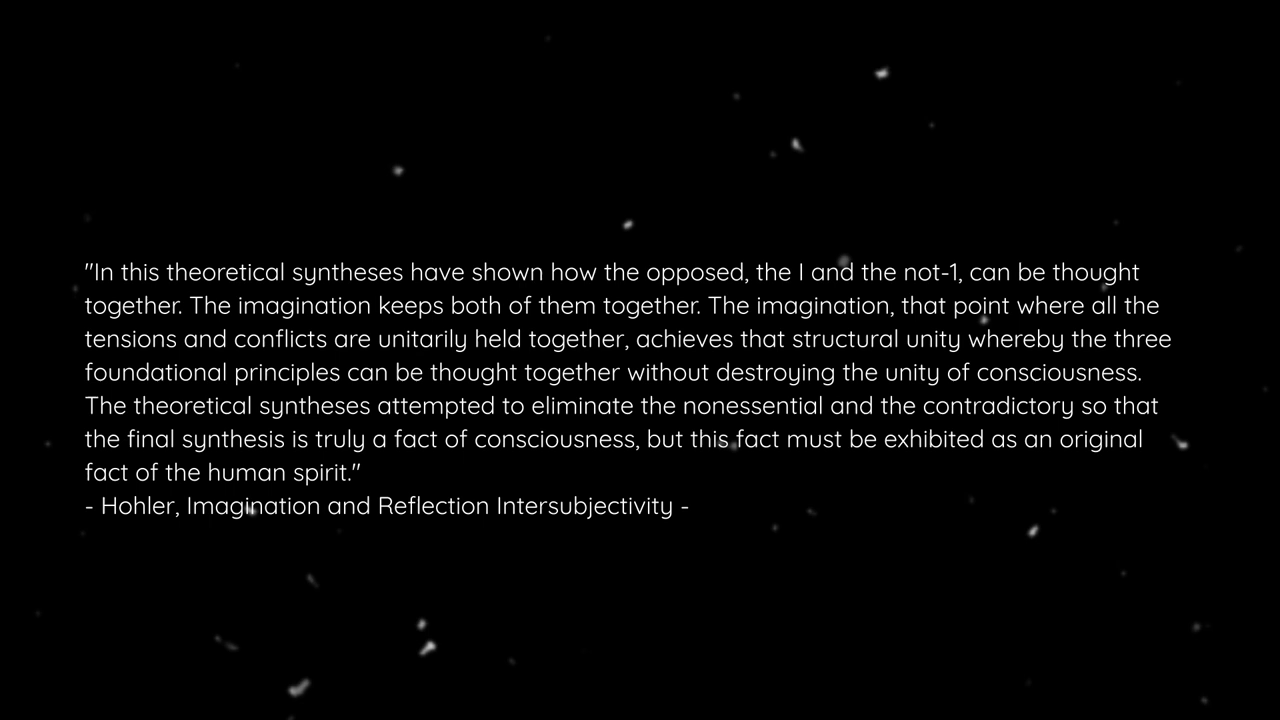 "In this theoretical syntheses have shown how the opposed, the I and the not-1, can be thought
together. The imagination keeps both of them together. The imagination, that point where all the
tensions and conflicts are unitarily held together, achieves that structural unity whereby the three
foundational principles can be thought together without destroying the unity of consciousness.
The theoretical syntheses attempted to eliminate the nonessential and the contradictory so that
the final synthesis is truly a fact of consciousness, but this fact must be exhibited as an original
fact of the human spirit."
- Hohler, Imagination and Reflection Intersubjectivity -